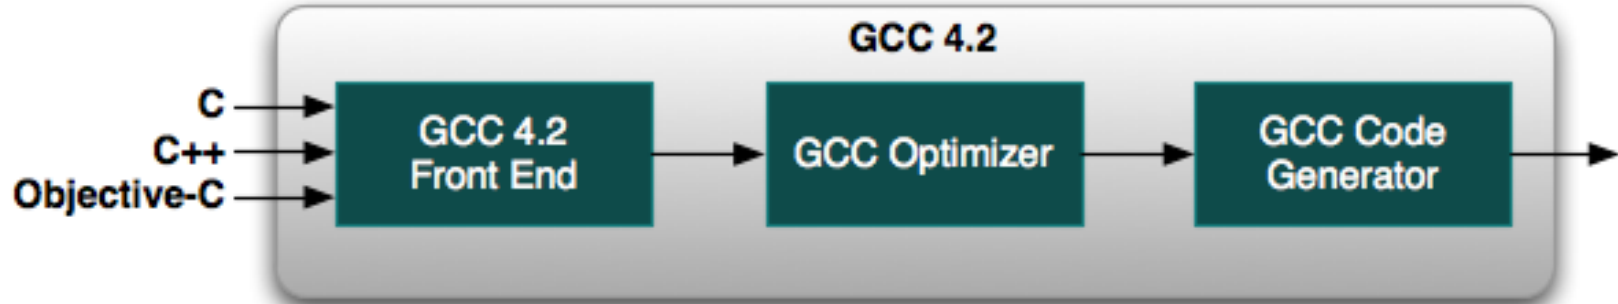 GCC 4.2
C
C++
Objective-C
GCC 4.2
Front End
GCC Optimizer
GCC Code
Generator